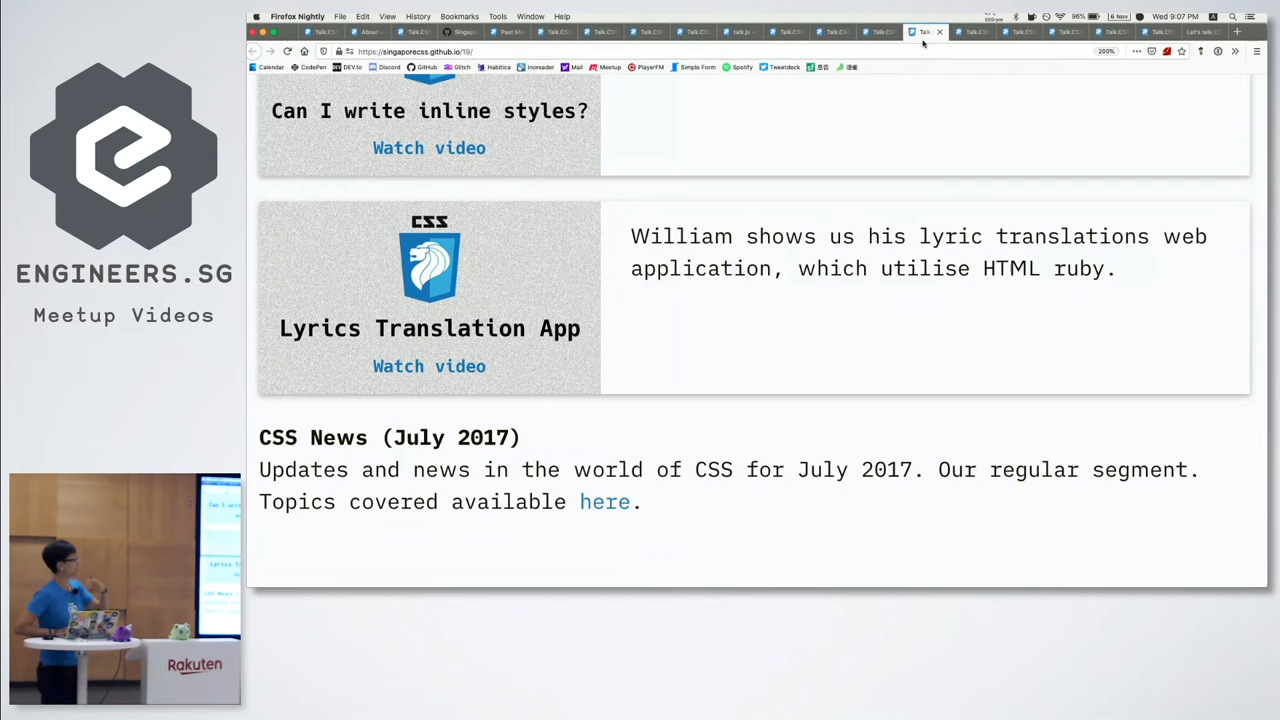 Firefox Nightly File Edit View History Bookmarks Tools Window Help
96% 6 Nov Wed 9:07 PM
https://singaporecss.github.io/19/
200%
Calendar CodePen DEV.to Discord GitHub Glitch Habitica Inoreader Mail Meetup PlayerFM Simple Form Spotify Tweetdeck
Can I write inline styles?
Watch video
CSS
Lyrics Translation App
Watch video
William shows us his lyric translations web
application, which utilise HTML ruby.
CSS News (July 2017)
Updates and news in the world of CSS for July 2017. Our regular segment.
Topics covered available here.
ENGINEERS.SG
Meetup Videos
Rakuten